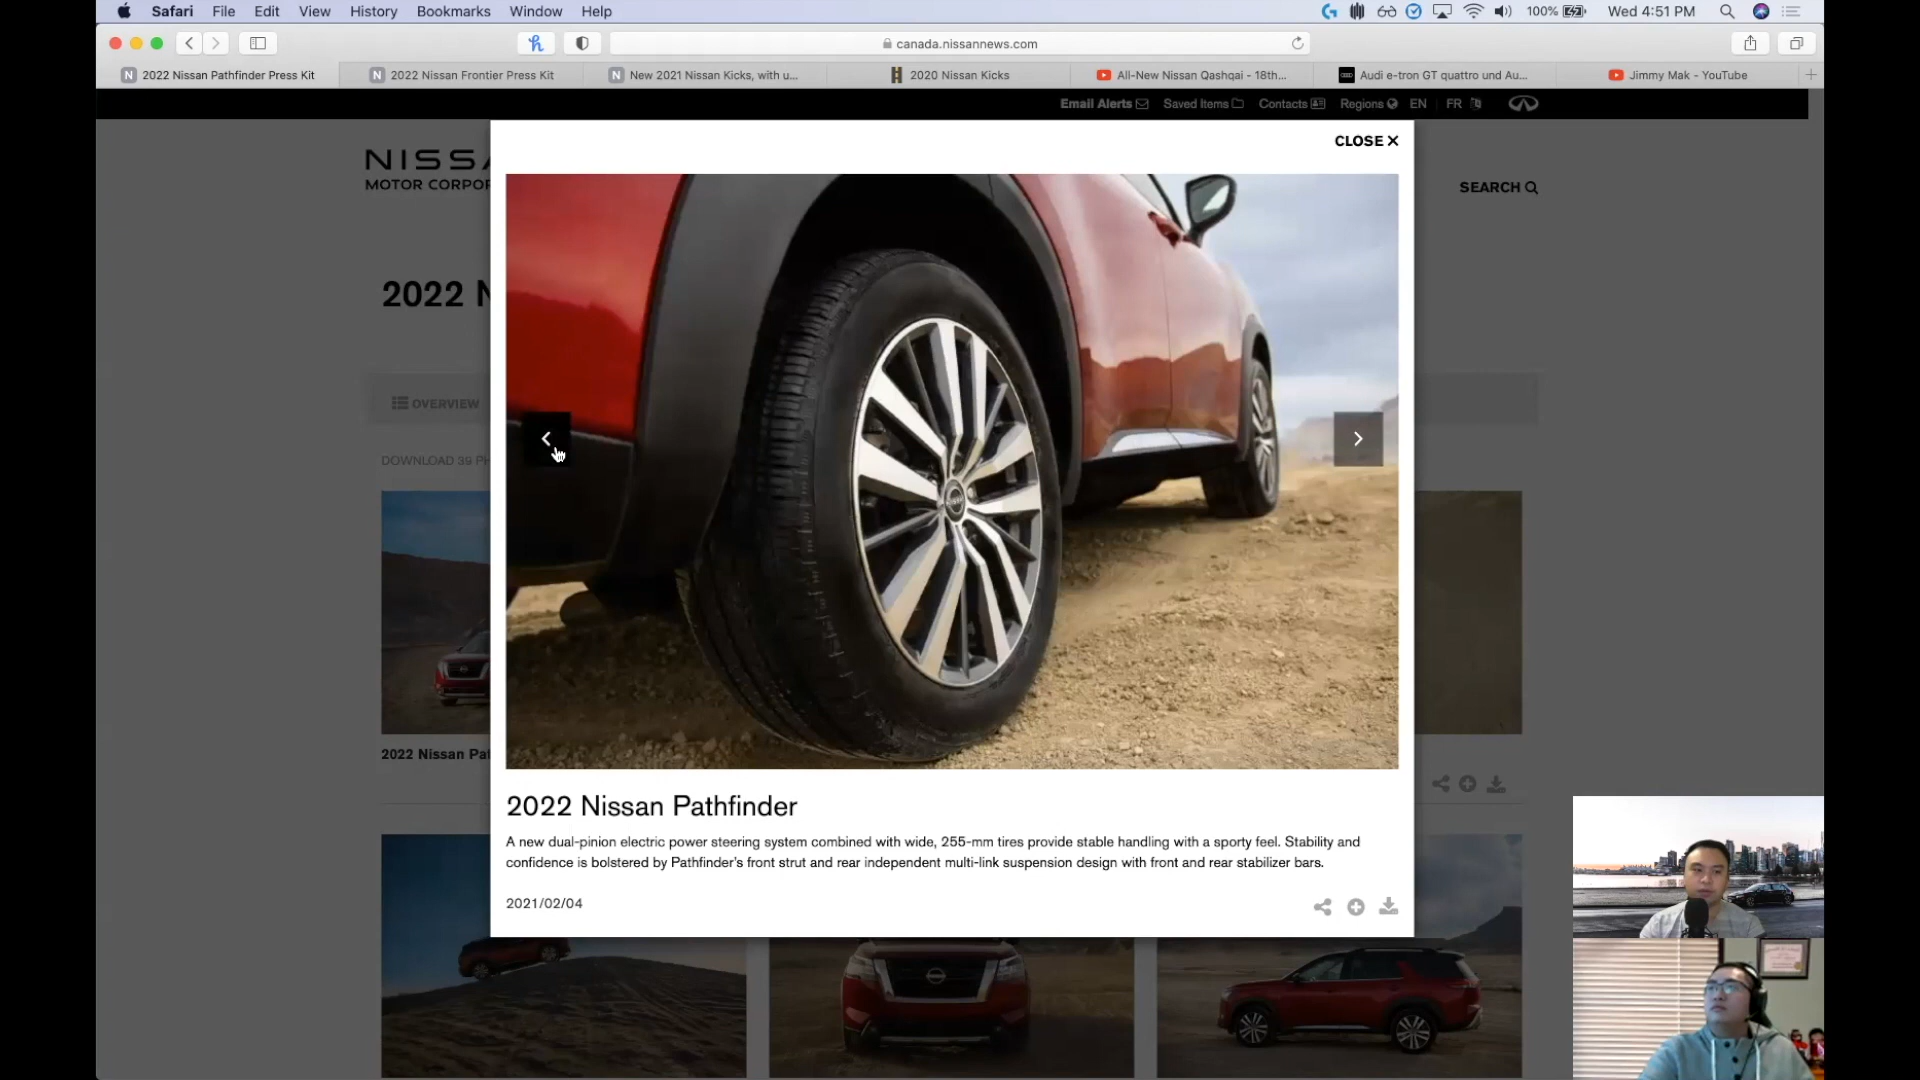 Safari File Edit View History Bookmarks Window Help 100% Wed 4:51 PM
canada.nissannews.com
2022 Nissan Pathfinder Press Kit 2022 Nissan Frontier Press Kit New 2021 Nissan Kicks, with u... 2020 Nissan Kicks All-New Nissan Qashqai - 18th... Audi e-tron GT quattro und Au... Jimmy Mak - YouTube
Email Alerts Saved Items Contacts Regions EN FR
CLOSE
NISSA
MOTOR CORPOR
SEARCH
2022 N
OVERVIEW
DOWNLOAD 39 PH
2022 Nissan Pat
2022 Nissan Pathfinder
A new dual-pinion electric power steering system combined with wide, 255-mm tires provide stable handling with a sporty feel. Stability and
confidence is bolstered by Pathfinder's front strut and rear independent multi-link suspension design with front and rear stabilizer bars.
2021/02/04